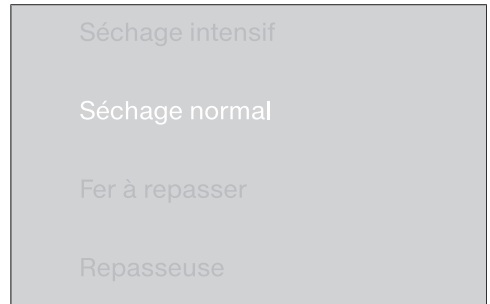 Séchage intensif
Séchage normal
Fer à repasser
Repasseuse